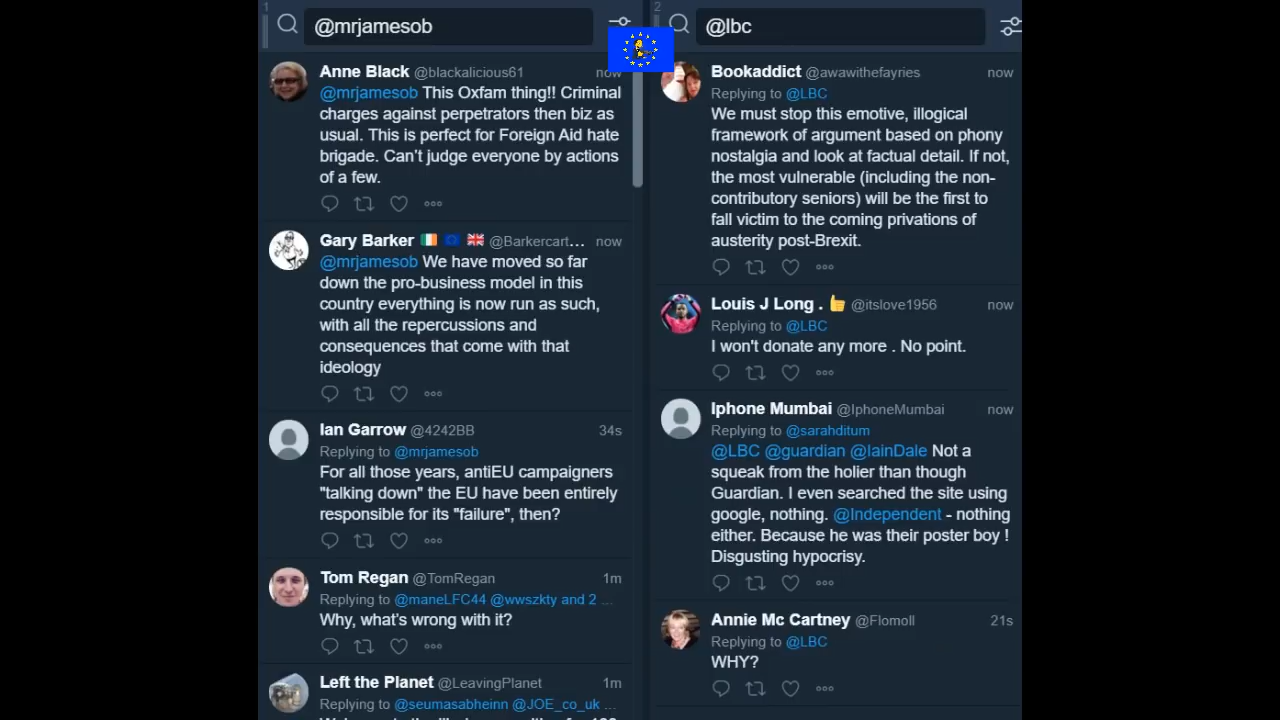 1
@mrjamesob
Anne Black @blackalicious61 now
@mrjamesob This Oxfam thing!! Criminal
charges against perpetrators then biz as
usual. This is perfect for Foreign Aid hate
brigade. Can't judge everyone by actions
of a few.
Gary Barker @Barkercart... now
@mrjamesob We have moved so far
down the pro-business model in this
country everything is now run as such,
with all the repercussions and
consequences that come with that
ideology
Ian Garrow @4242BB 34s
Replying to @mrjamesob
For all those years, antiEU campaigners
"talking down" the EU have been entirely
responsible for its "failure", then?
Tom Regan @TomRegan 1m
Replying to @maneLFC44 @wwszkty and 2 ...
Why, what's wrong with it?
Left the Planet @LeavingPlanet 1m
Replying to @seumasabheinn @JOE_co_uk ...
2
@lbc
Bookaddict @awawithefayries now
Replying to @LBC
We must stop this emotive, illogical
framework of argument based on phony
nostalgia and look at factual detail. If not,
the most vulnerable (including the non-
contributory seniors) will be the first to
fall victim to the coming privations of
austerity post-Brexit.
Louis J Long . 👍 @itslove1956 now
Replying to @LBC
I won't donate any more . No point.
Iphone Mumbai @IphoneMumbai now
Replying to @sarahditum
@LBC @guardian @IainDale Not a
squeak from the holier than though
Guardian. I even searched the site using
google, nothing. @Independent - nothing
either. Because he was their poster boy !
Disgusting hypocrisy.
Annie Mc Cartney @Flomoll 21s
Replying to @LBC
WHY?